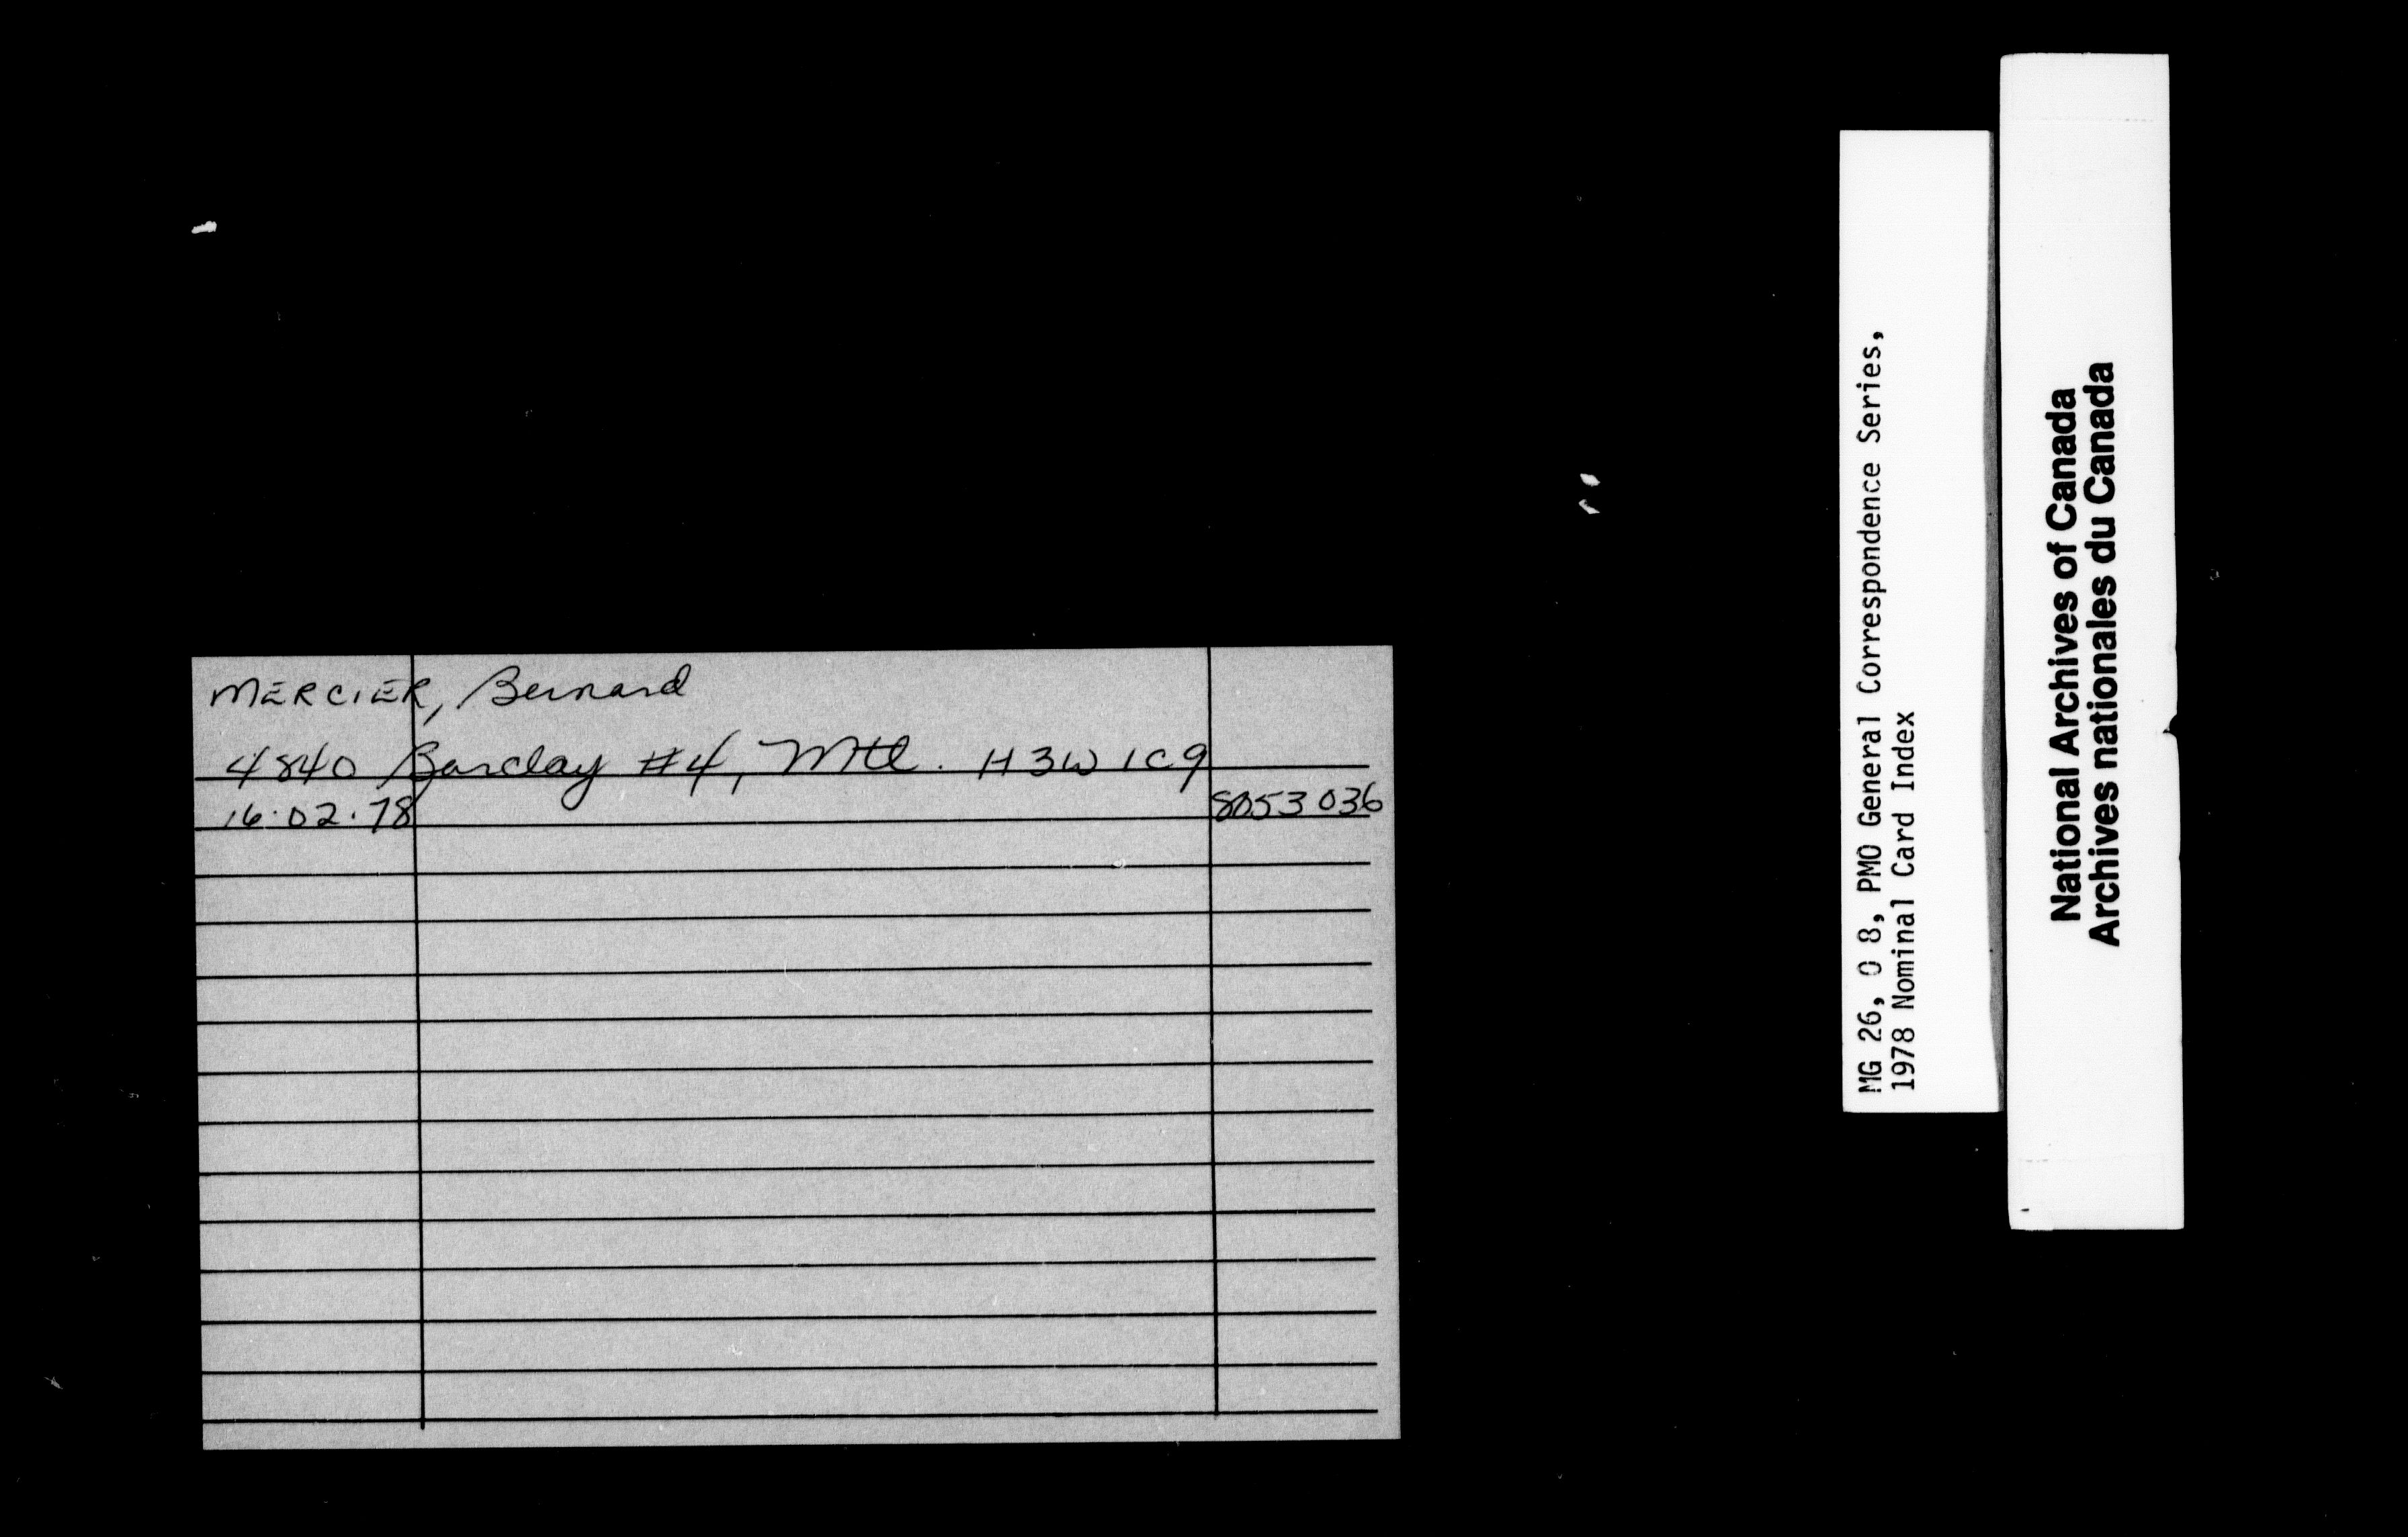 MERCIER, Bernard
4840 Barclay #4, Mtl. H3W 1C9
16.02.78 8053036
MG 26, O 8, PMO General Correspondence Series,
1978 Nominal Card Index
National Archives of Canada
Archives nationales du Canada